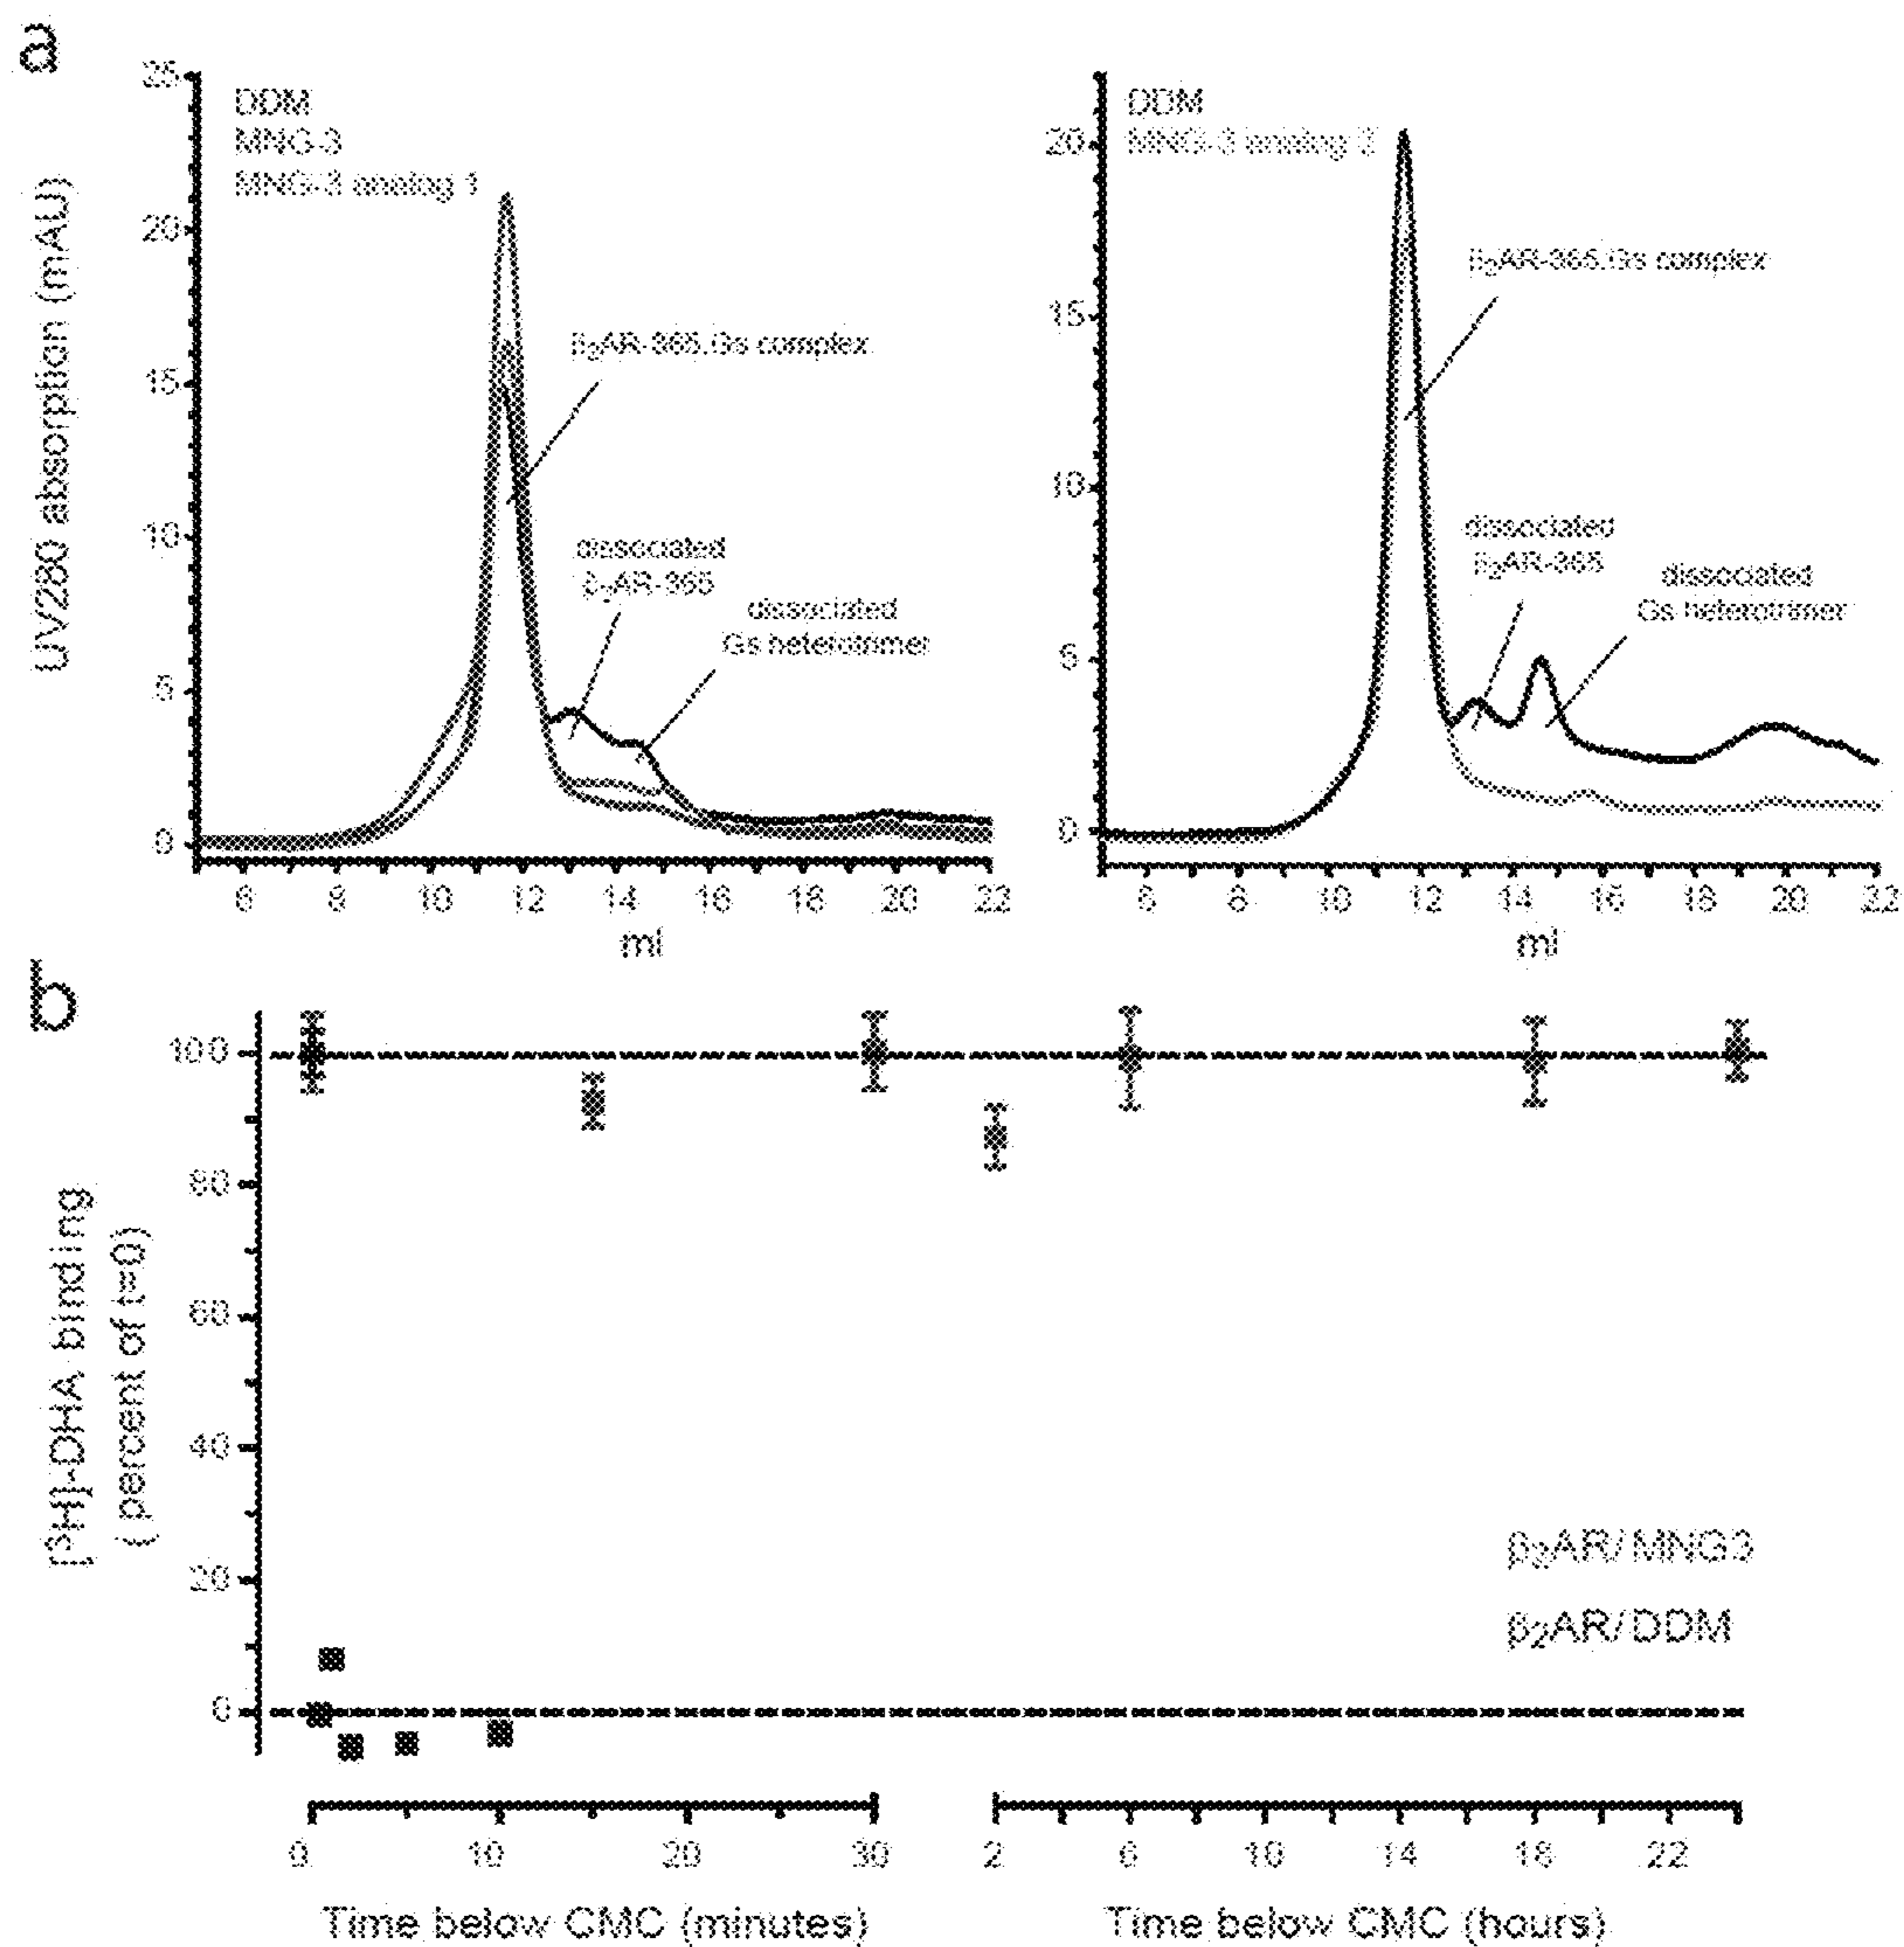 a
UV280 absorption (mAU)
25
20
15
10
5
0
DDM
MNG-3
MNG-3 analog 1
β₂AR-365.Gs complex
dissociated
β₂AR-365
dissociated
Gs heterotrimer
6 8 10 12 14 16 18 20 22
ml
20
15
10
5
0
DDM
MNG-3 analog
β₂AR-365.Gs complex
dissociated
β₂AR-365
dissociated
Gs heterotrimer
6 8 10 12 14 16 18 20 22
ml
b
[³H]-DHA binding
( percent of t=0)
100
80
60
40
20
0
β₂AR/MNG3
β₂AR/DDM
0 10 20 30
Time below CMC (minutes)
2 6 10 14 18 22
Time below CMC (hours)